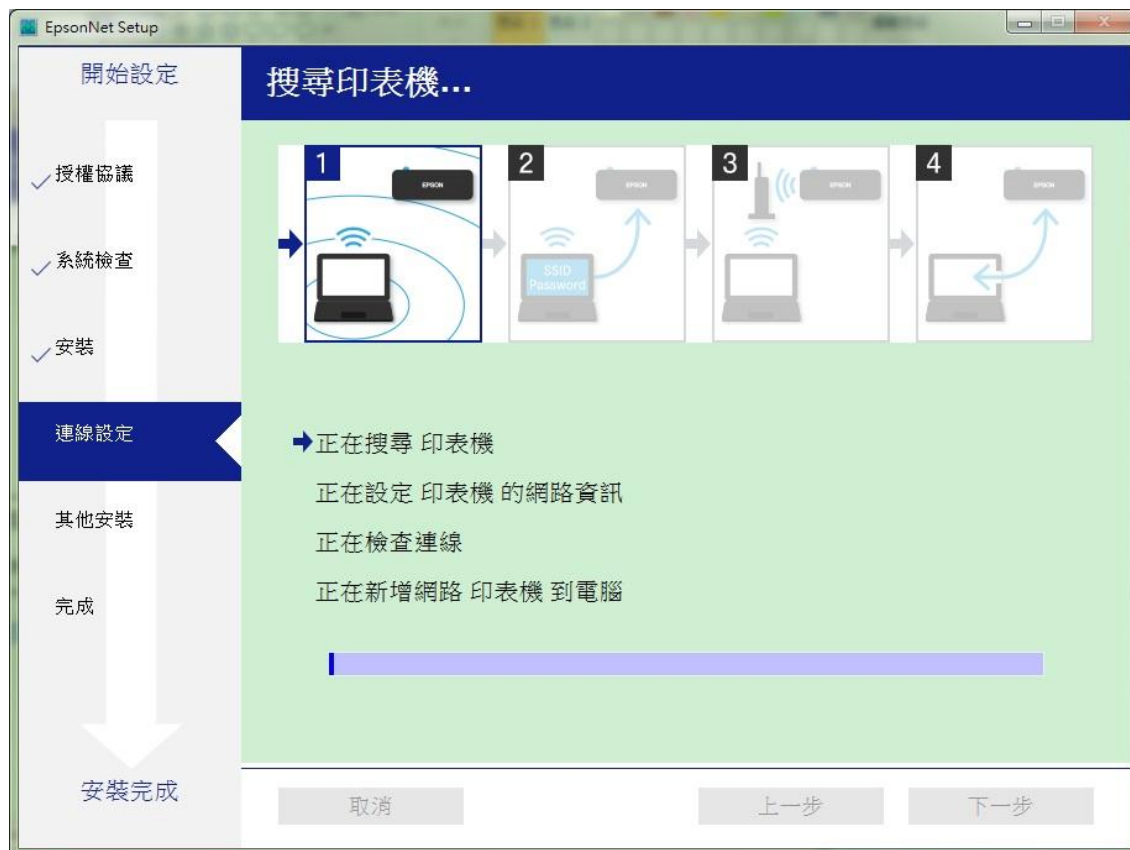 EpsonNet Setup
開始設定
授權協議
系統檢查
安裝
連線設定
其他安裝
完成
安裝完成
搜尋印表機...
1
EPSON
2
EPSON
SSID
Password
3
EPSON
4
EPSON
正在搜尋 印表機
正在設定 印表機 的網路資訊
正在檢查連線
正在新增網路 印表機 到電腦
取消
上一步
下一步